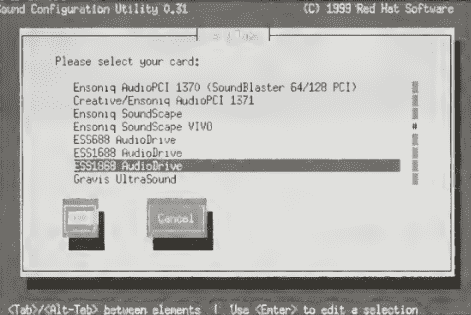 Sound Configuration Utility 0.31 (C) 1999 Red Hat Software
Please select your card:
Ensoniq AudioPCI 1370 (SoundBlaster 64/128 PCI)
Creative/Ensoniq AudioPCI 1371
Ensoniq SoundScape
Ensoniq SoundScape VIVO
ESS688 AudioDrive
ESS1688 AudioDrive
ESS1868 AudioDrive
Gravis UltraSound
Cancel
<Tab>/<Alt-Tab> between elements | Use <Enter> to edit a selection